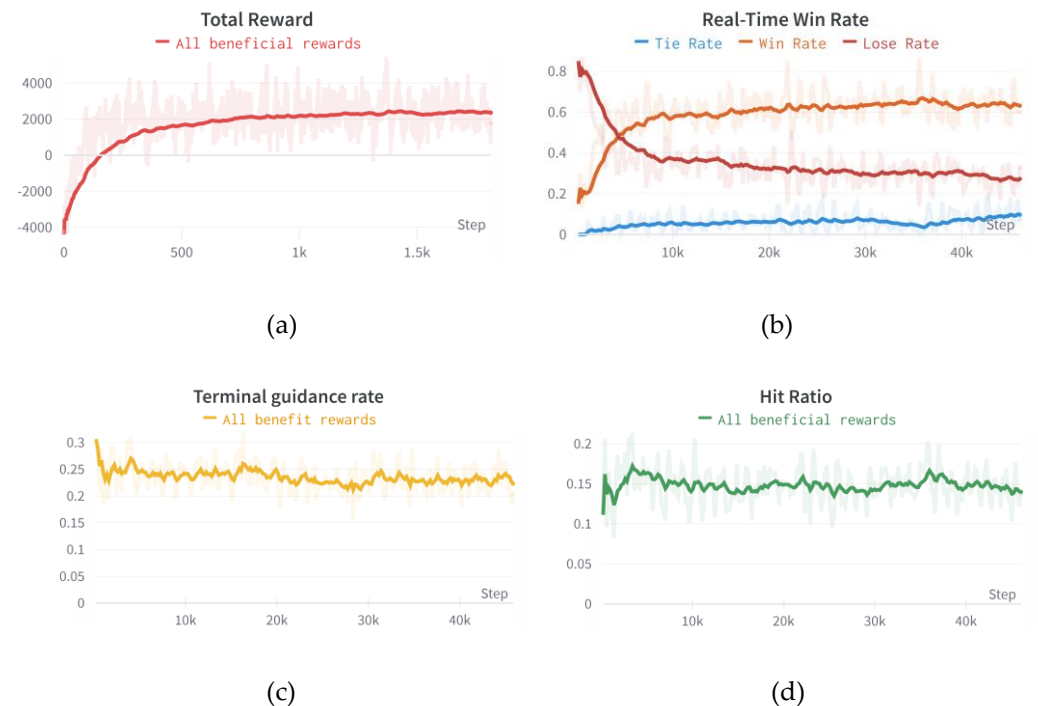 Total Reward
All beneficial rewards
4000
2000
0
-2000
-4000
Step
0 500 1k 1.5k
(a)
Real-Time Win Rate
Tie Rate Win Rate Lose Rate
0.8
0.6
0.4
0.2
0
Step
10k 20k 30k 40k
(b)
Terminal guidance rate
All benefit rewards
0.3
0.25
0.2
0.15
0.1
0.05
0
Step
10k 20k 30k 40k
(c)
Hit Ratio
All beneficial rewards
0.2
0.15
0.1
0.05
0
Step
10k 20k 30k 40k
(d)